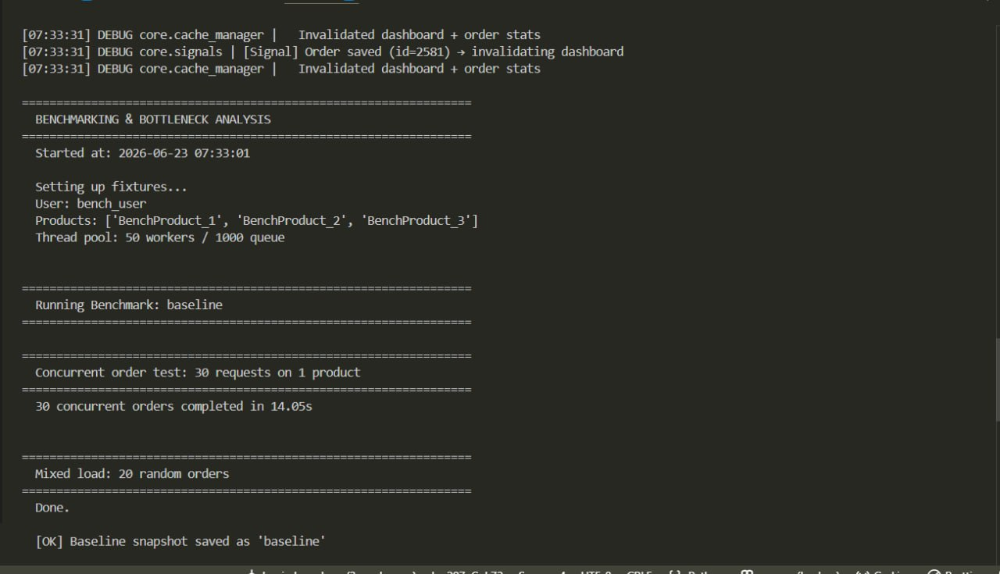 [07:33:31] DEBUG core.cache_manager |   Invalidated dashboard + order stats
[07:33:31] DEBUG core.signals | [Signal] Order saved (id=2581) → invalidating dashboard
[07:33:31] DEBUG core.cache_manager |   Invalidated dashboard + order stats
=================================================================
BENCHMARKING & BOTTLENECK ANALYSIS
=================================================================
Started at: 2026-06-23 07:33:01
Setting up fixtures...
User: bench_user
Products: ['BenchProduct_1', 'BenchProduct_2', 'BenchProduct_3']
Thread pool: 50 workers / 1000 queue
=================================================================
Running Benchmark: baseline
=================================================================
=================================================================
Concurrent order test: 30 requests on 1 product
=================================================================
30 concurrent orders completed in 14.05s
=================================================================
Mixed load: 20 random orders
=================================================================
Done.
[OK] Baseline snapshot saved as 'baseline'